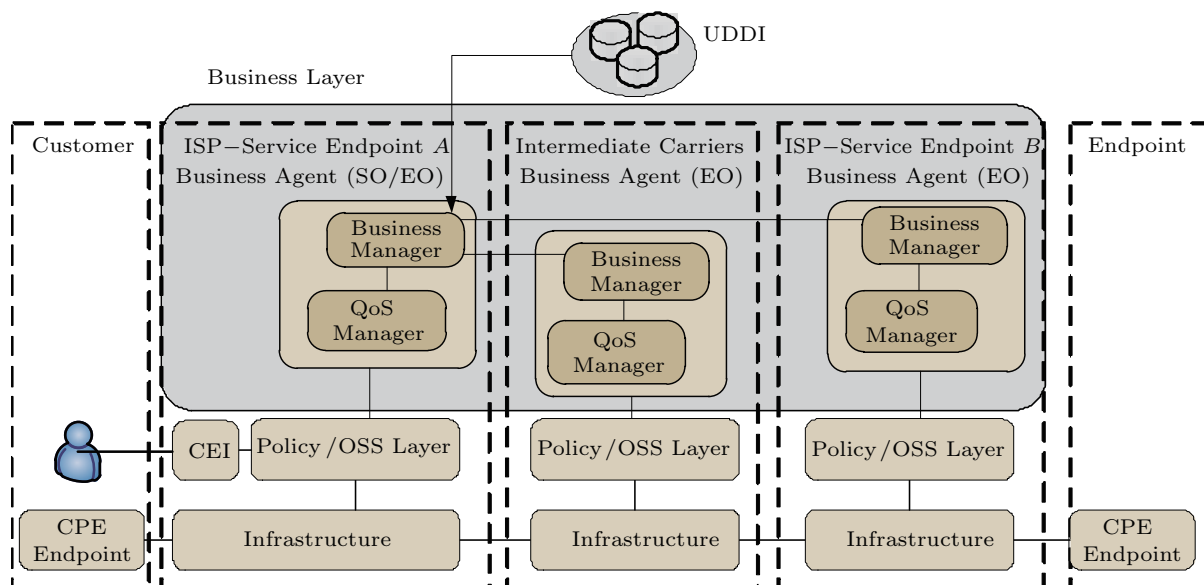 UDDI
Business Layer
Customer
ISP−Service Endpoint A
Business Agent (SO/EO)
Intermediate Carriers
Business Agent (EO)
ISP−Service Endpoint B
Business Agent (EO)
Endpoint
Business
Manager
QoS
Manager
Business
Manager
QoS
Manager
Business
Manager
QoS
Manager
CEI
Policy/OSS Layer
Policy/OSS Layer
Policy/OSS Layer
CPE
Endpoint
Infrastructure
Infrastructure
Infrastructure
CPE
Endpoint